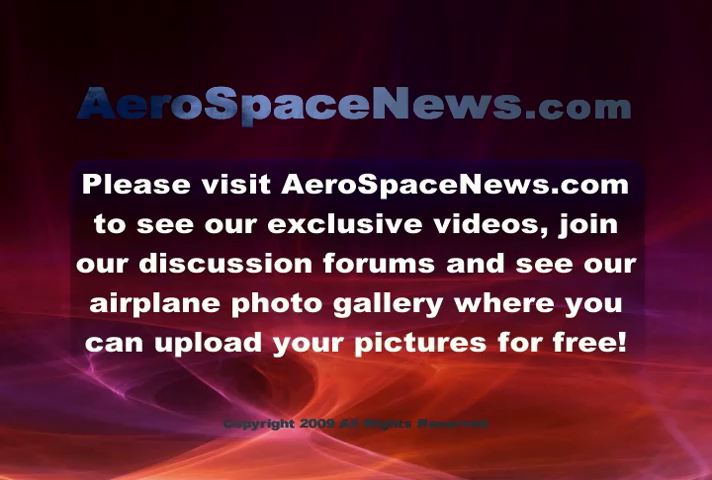 AeroSpaceNews.com
Please visit AeroSpaceNews.com
to see our exclusive videos, join
our discussion forums and see our
airplane photo gallery where you
can upload your pictures for free!
Copyright 2009 All Rights Reserved